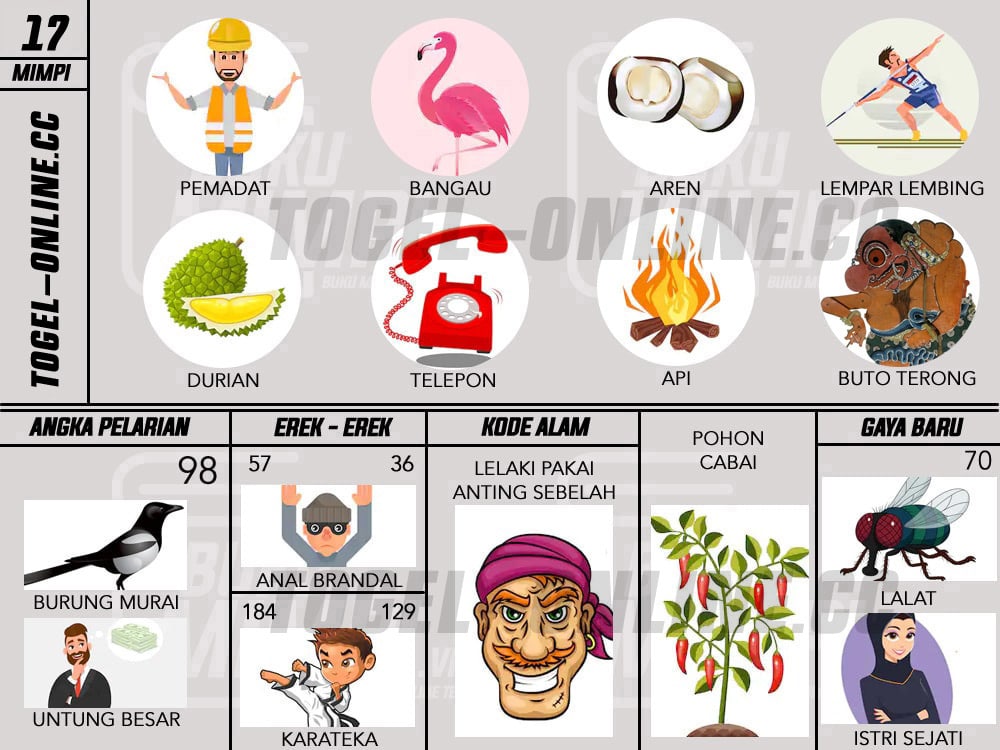 17
MIMPI
TOGEL-ONLINE.CC
PEMADAT
BANGAU
AREN
LEMPAR LEMBING
TOGEL-ONLINE.CC
DURIAN
TELEPON
API
BUTO TERONG
ANGKA PELARIAN
98
BURUNG MURAI
UNTUNG BESAR
EREK - EREK
57 36
ANAL BRANDAL
184 129
KARATEKA
KODE ALAM
LELAKI PAKAI
ANTING SEBELAH
POHON
CABAI
GAYA BARU
70
LALAT
ISTRI SEJATI
TOGEL-ONLINE.CC